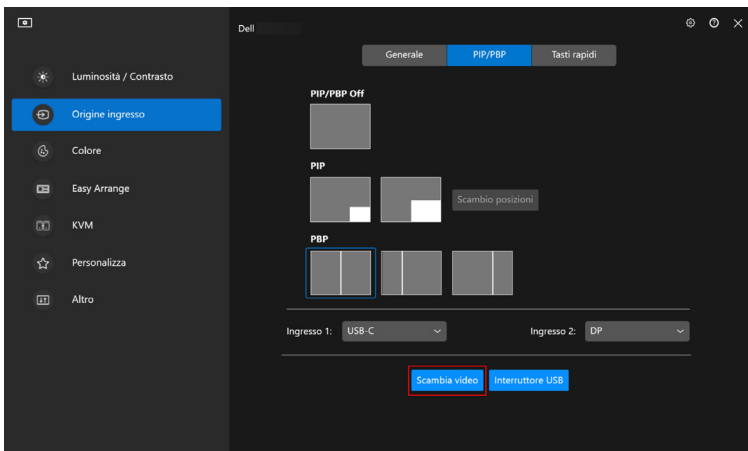 Dell
Generale
PIP/PBP
Tasti rapidi
Luminosità / Contrasto
Origine ingresso
Colore
Easy Arrange
KVM
Personalizza
Altro
PIP/PBP Off
PIP
Scambio posizioni
PBP
Ingresso 1: USB-C
Ingresso 2: DP
Scambia video
Interruttore USB